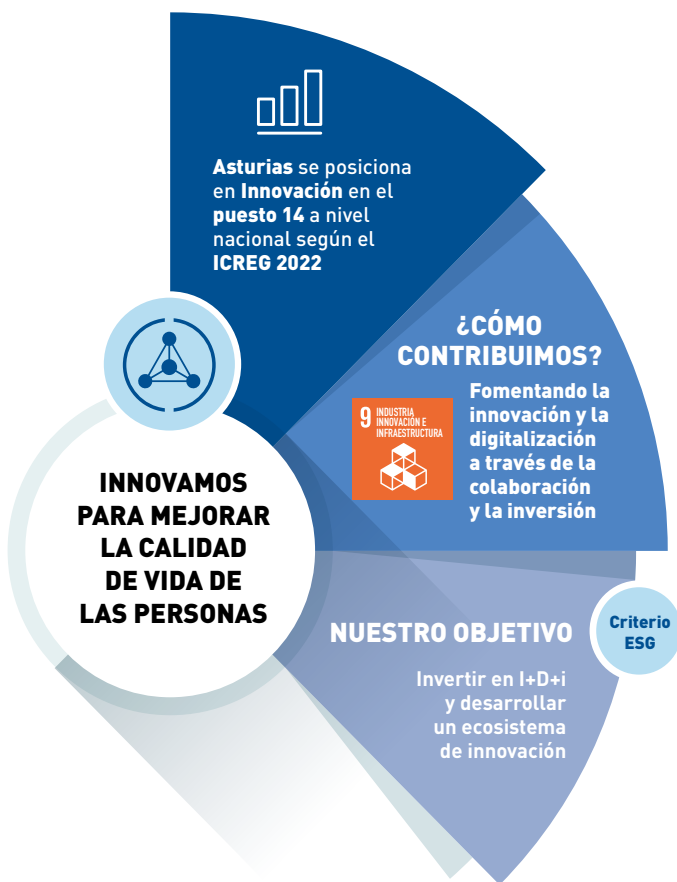 Asturias se posiciona
en Innovación en el
puesto 14 a nivel
nacional según el
ICREG 2022
¿CÓMO
CONTRIBUIMOS?
9 INDUSTRIA,
INNOVACIÓN E
INFRAESTRUCTURA
Fomentando la
innovación y la
digitalización
a través de la
colaboración
y la inversión
INNOVAMOS
PARA MEJORAR
LA CALIDAD
DE VIDA DE
LAS PERSONAS
NUESTRO OBJETIVO
Criterio
ESG
Invertir en I+D+i
y desarrollar
un ecosistema
de innovación